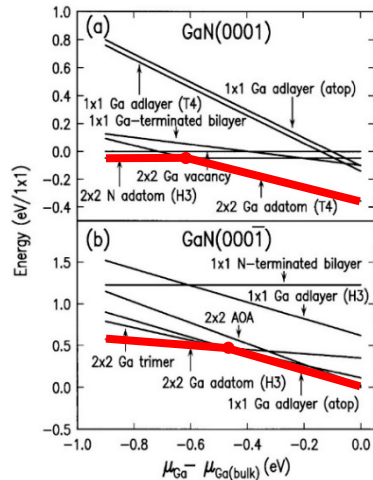 (a)
GaN(0001)
0.8
0.6
0.4
0.2
0.0
-0.2
-0.4
1x1 Ga adlayer (T4)
1x1 Ga adlayer (atop)
1x1 Ga-terminated bilayer
2x2 Ga vacancy
2x2 N adatom (H3)
2x2 Ga adatom (T4)
Energy (eV/1x1)
(b)
GaN(0001̅)
1.5
1.0
0.5
0.0
0.5
1x1 N-terminated bilayer
1x1 Ga adlayer (H3)
2x2 AOA
2x2 Ga trimer
2x2 Ga adatom (H3)
1x1 Ga adlayer (atop)
-1.0 -0.8 -0.6 -0.4 -0.2 0.0
μGa− μGa(bulk) (eV)